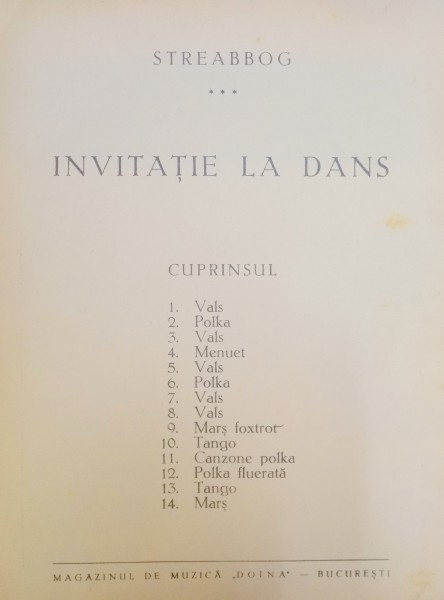 STREABBOG
***
INVITAȚIE LA DANS
CUPRINSUL
1. Vals
2. Polka
3. Vals
4. Menuet
5. Vals
6. Polka
7. Vals
8. Vals
9. Marș foxtrot
10. Tango
11. Canzone polka
12. Polka fluerată
13. Tango
14. Marș
MAGAZINUL DE MUZICĂ „DOINA" — BUCUREȘTI